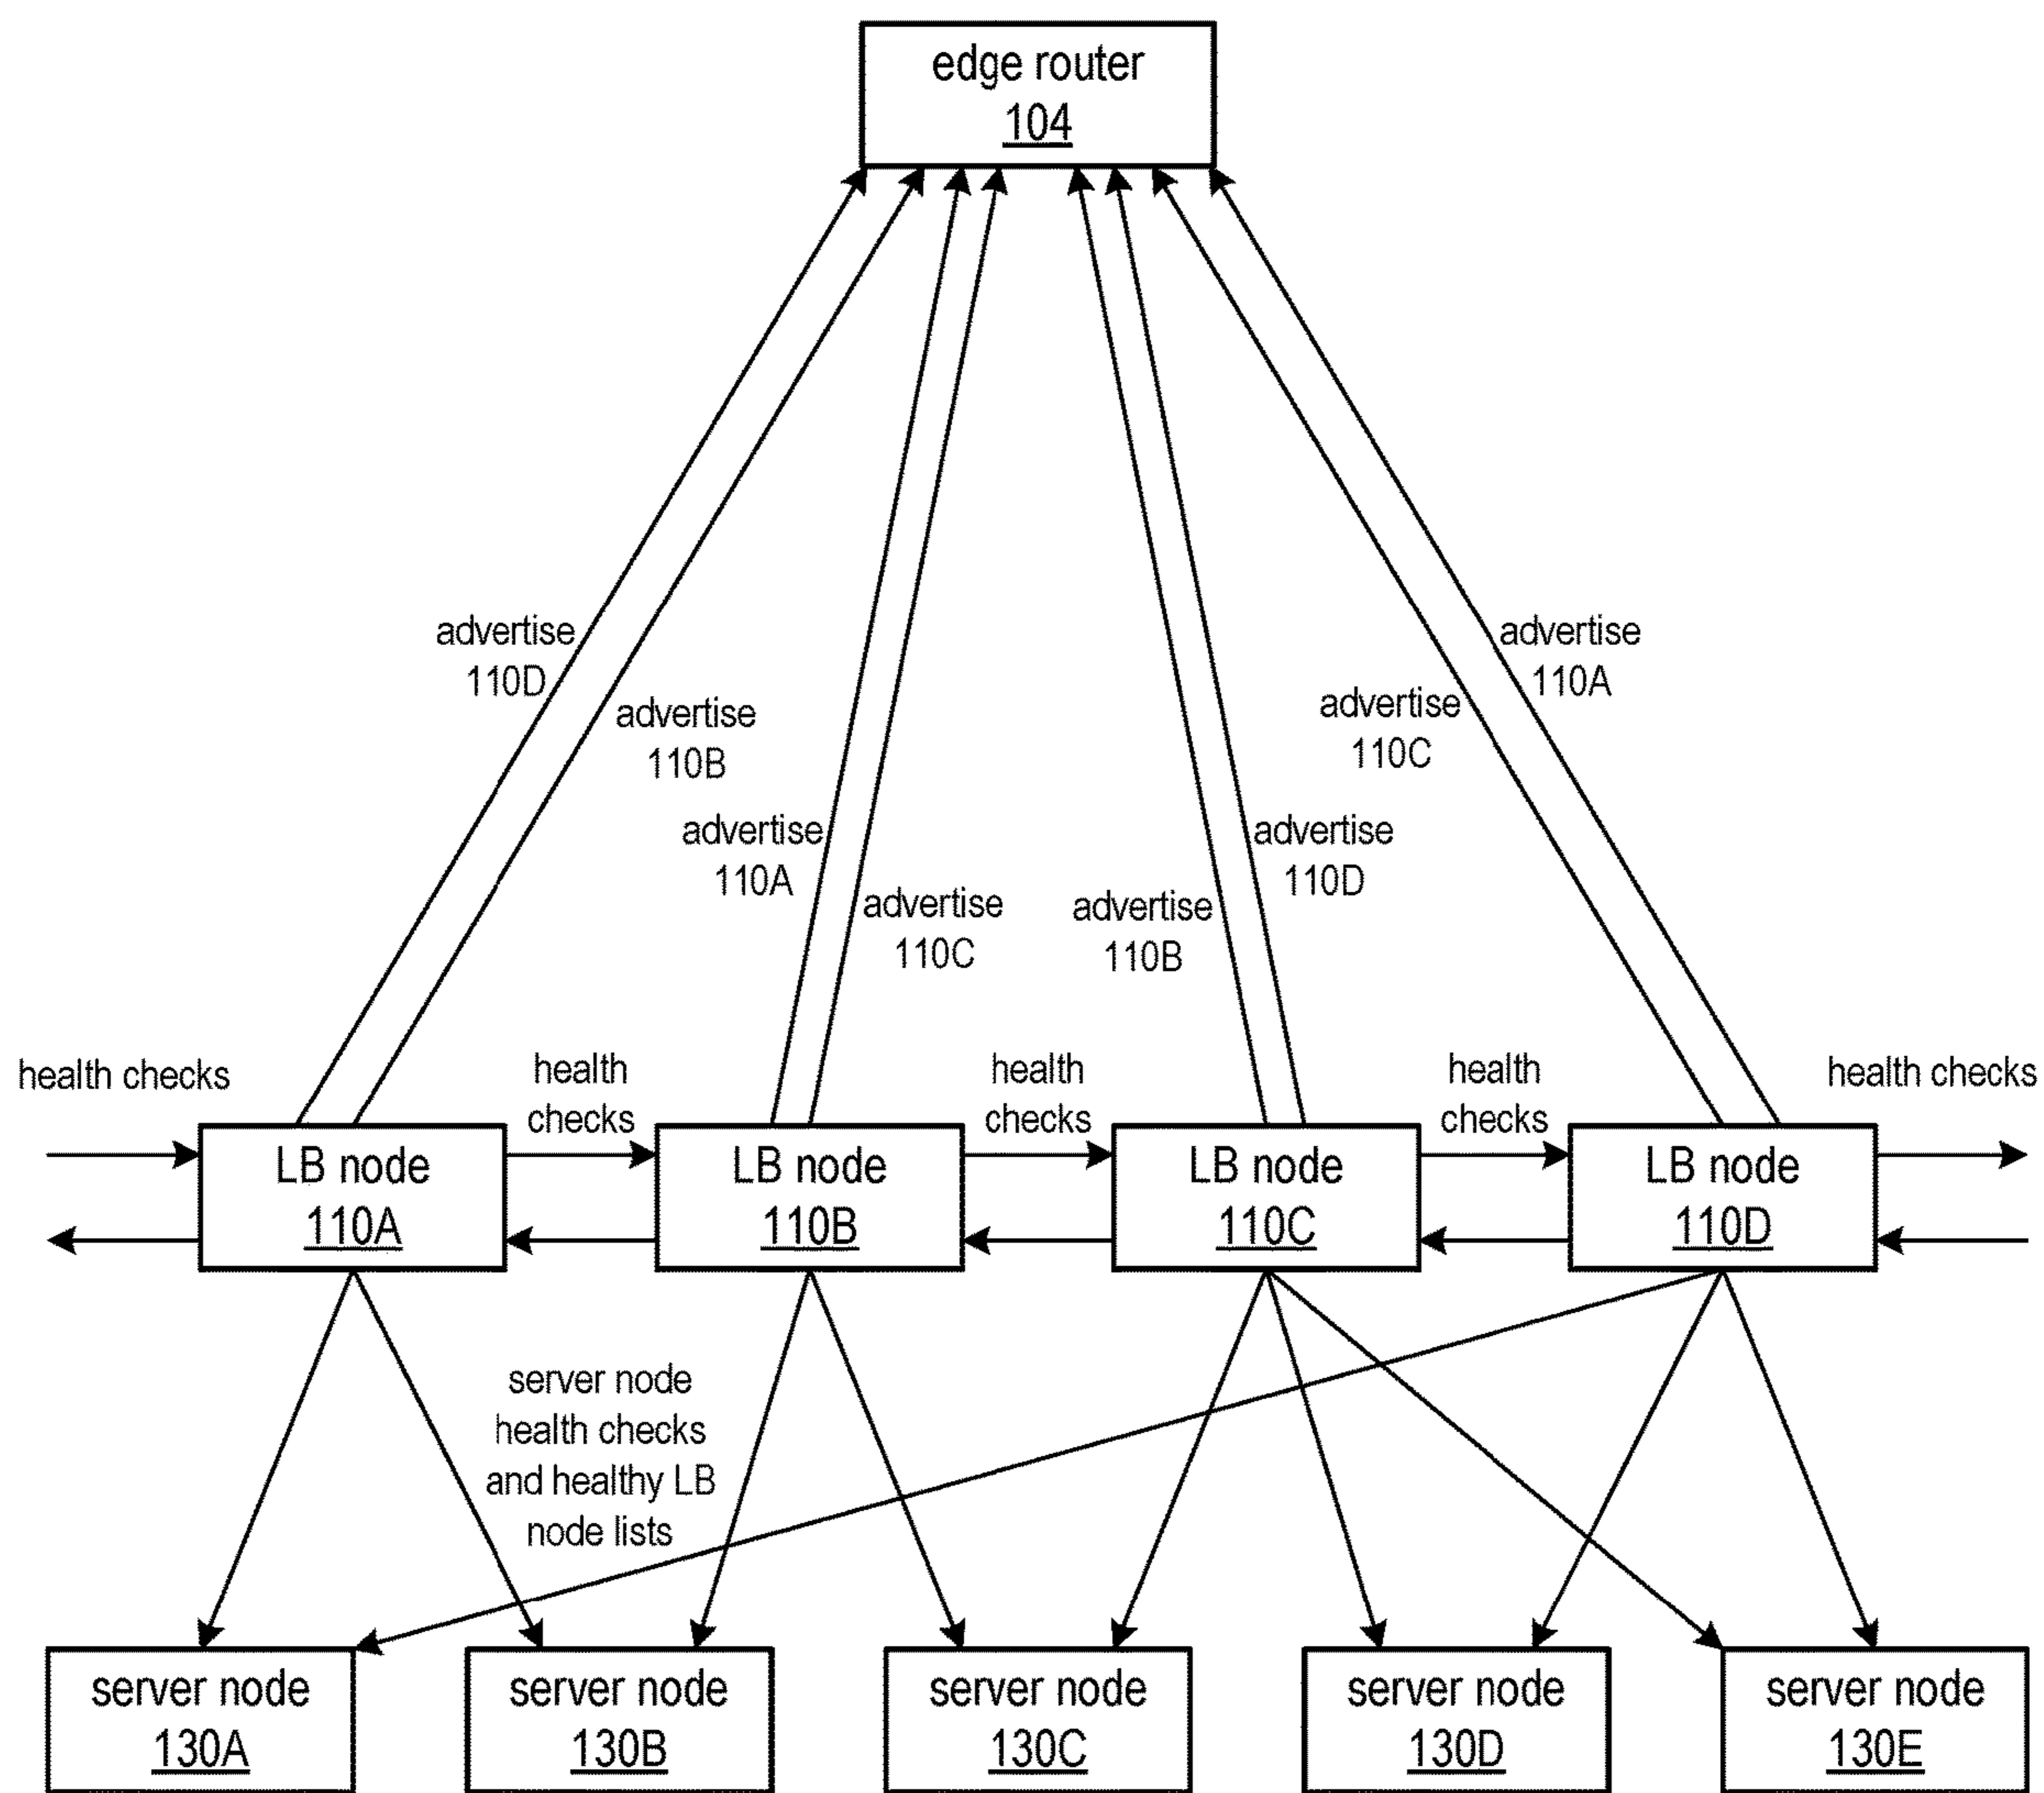 edge router
104
advertise
110D
advertise
110B
advertise
110A
advertise
110C
advertise
110B
advertise
110D
advertise
110C
advertise
110A
health checks
health
checks
health
checks
health
checks
health checks
LB node
110A
LB node
110B
LB node
110C
LB node
110D
server node
health checks
and healthy LB
node lists
server node
130A
server node
130B
server node
130C
server node
130D
server node
130E